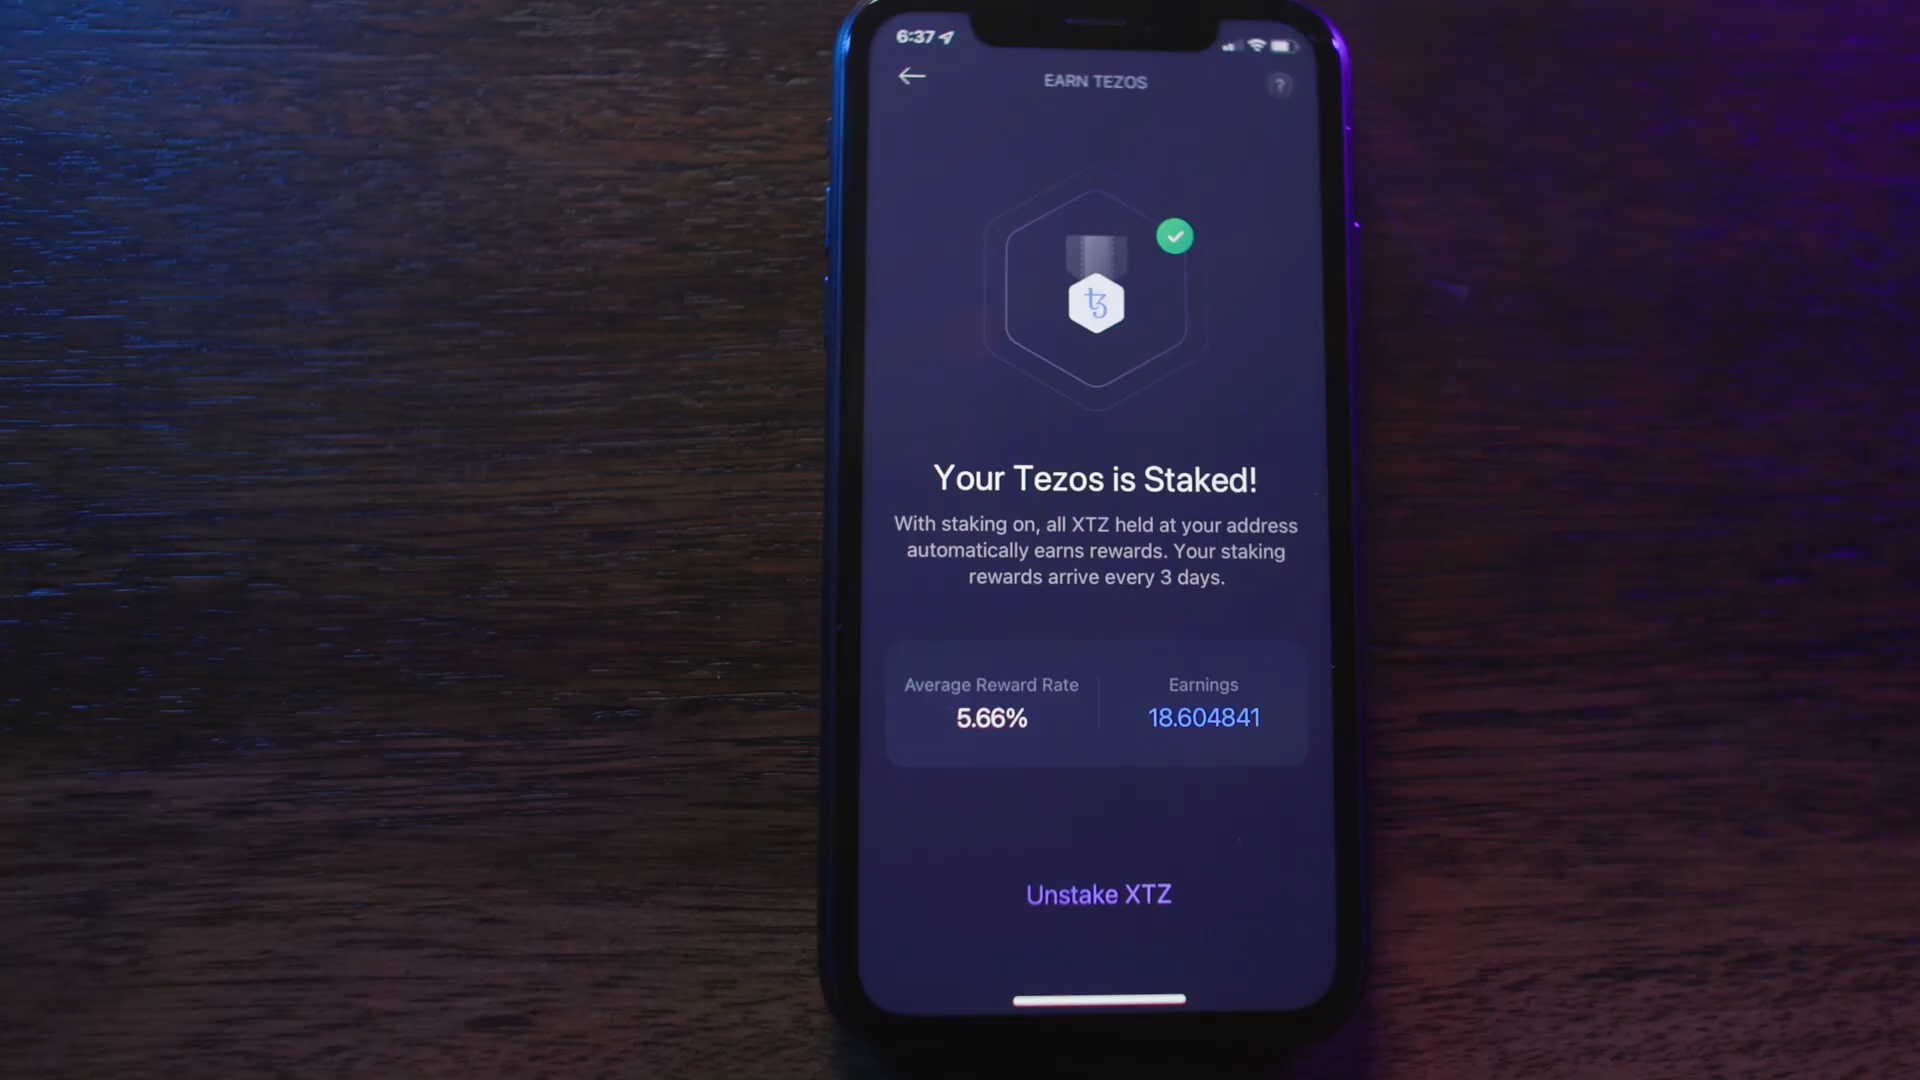 6:37
EARN TEZOS
?
Your Tezos is Staked!
With staking on, all XTZ held at your address
automatically earns rewards. Your staking
rewards arrive every 3 days.
Average Reward Rate
Earnings
5.66%
18.604841
Unstake XTZ